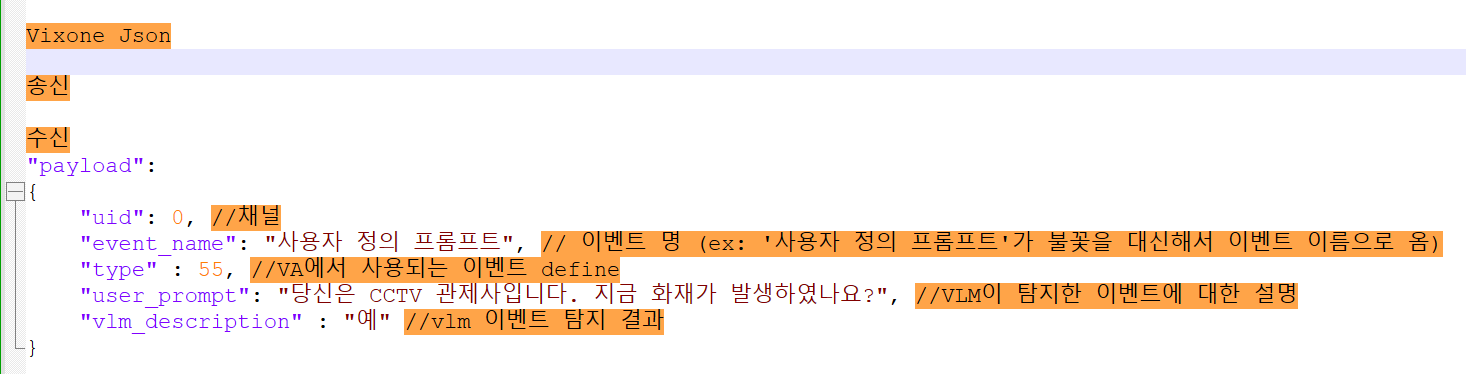 Vixone Json
송신
수신
"payload":
{
"uid": 0, //채널
"event_name": "사용자 정의 프롬프트", // 이벤트 명 (ex: '사용자 정의 프롬프트'가 불꽃을 대신해서 이벤트 이름으로 옴)
"type" : 55, //VA에서 사용되는 이벤트 define
"user_prompt": "당신은 CCTV 관제사입니다. 지금 화재가 발생하였나요?", //VLM이 탐지한 이벤트에 대한 설명
"vlm_description" : "예" //vlm 이벤트 탐지 결과
}